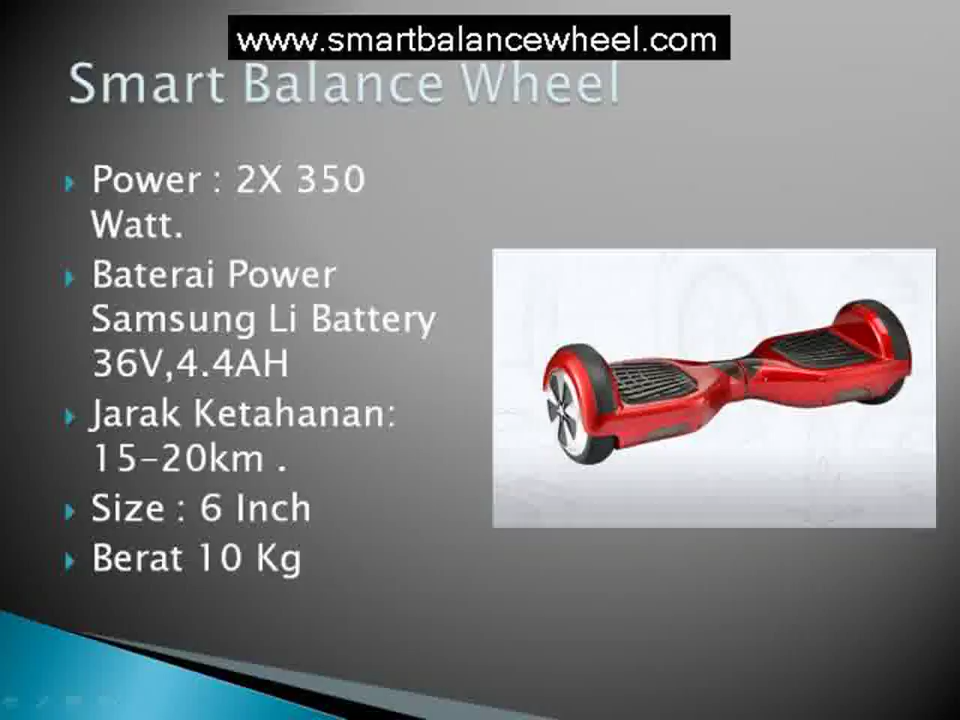 www.smartbalancewheel.com
Smart Balance Wheel
Power : 2X 350
Watt.
Baterai Power
Samsung Li Battery
36V,4.4AH
Jarak Ketahanan:
15-20km .
Size : 6 Inch
Berat 10 Kg